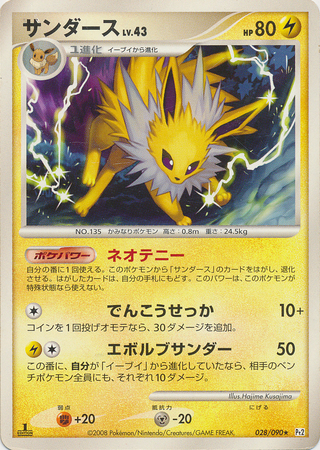 サンダース LV.43 HP 80
1進化 イーブイから進化
NO.135 かみなりポケモン 高さ：0.8m 重さ：24.5kg
ポケパワー ネオテニー
自分の番に1回使える。このポケモンから「サンダース」のカードをはがし、退化
させる。はがしたカードは、自分の手札にもどす。このパワーは、このポケモンが
特殊状態なら使えない。
でんこうせっか 10+
コインを1回投げオモテなら、30ダメージを追加。
エボルブサンダー 50
この番に、自分が「イーブイ」から進化していたなら、相手のベ
ンチポケモン全員にも、それぞれ10ダメージ。
Illus. Hajime Kusajima
弱点 +20 抵抗力 -20 にげる
1 EDITION ©2008 Pokémon/Nintendo/Creatures/GAME FREAK. Pt2 028/090★